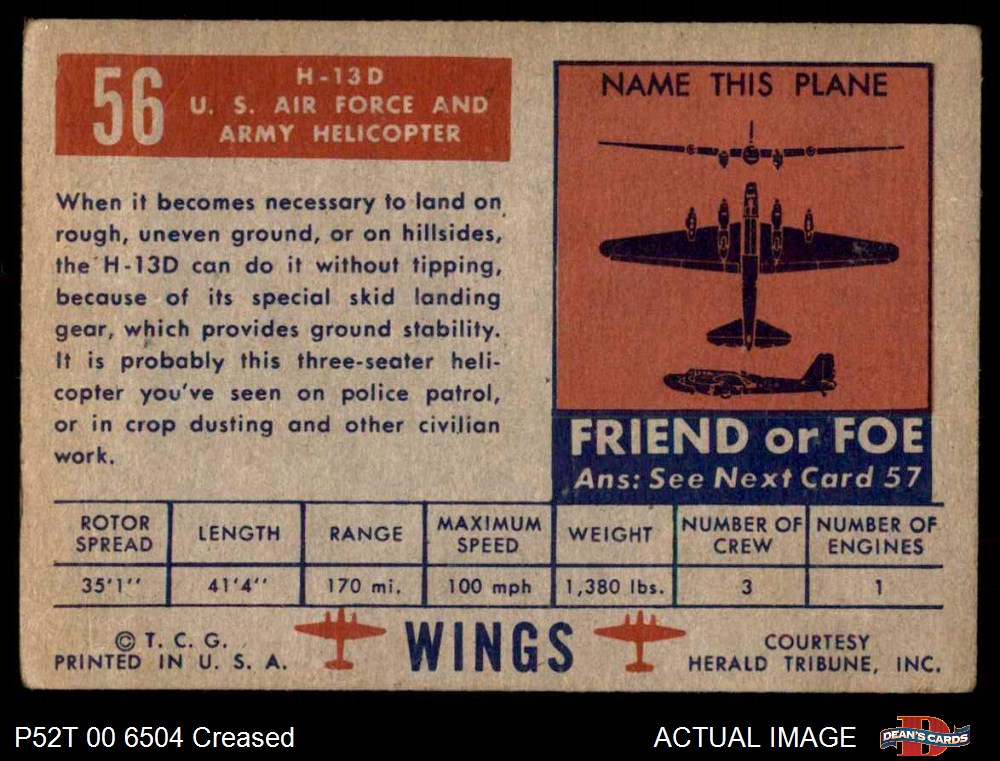 56
H-13D
U. S. AIR FORCE AND
ARMY HELICOPTER
When it becomes necessary to land on
rough, uneven ground, or on hillsides,
the H-13D can do it without tipping,
because of its special skid landing
gear, which provides ground stability.
It is probably this three-seater heli-
copter you've seen on police patrol,
or in crop dusting and other civilian
work.
NAME THIS PLANE
FRIEND or FOE
Ans: See Next Card 57
ROTOR SPREAD LENGTH RANGE MAXIMUM SPEED WEIGHT NUMBER OF CREW NUMBER OF ENGINES
35'1'' 41'4'' 170 mi. 100 mph 1,380 lbs. 3 1
© T. C. G.
PRINTED IN U. S. A.
WINGS
COURTESY
HERALD TRIBUNE, INC.
P52T 00 6504 Creased
ACTUAL IMAGE
D
DEAN'S CARDS